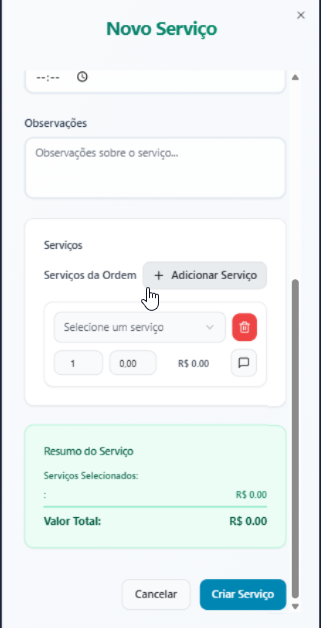 Novo Serviço
--:--
Observações
Observações sobre o serviço...
Serviços
Serviços da Ordem + Adicionar Serviço
Selecione um serviço
1 0,00 R$ 0.00
Resumo do Serviço
Serviços Selecionados:
: R$ 0.00
Valor Total: R$ 0.00
Cancelar Criar Serviço